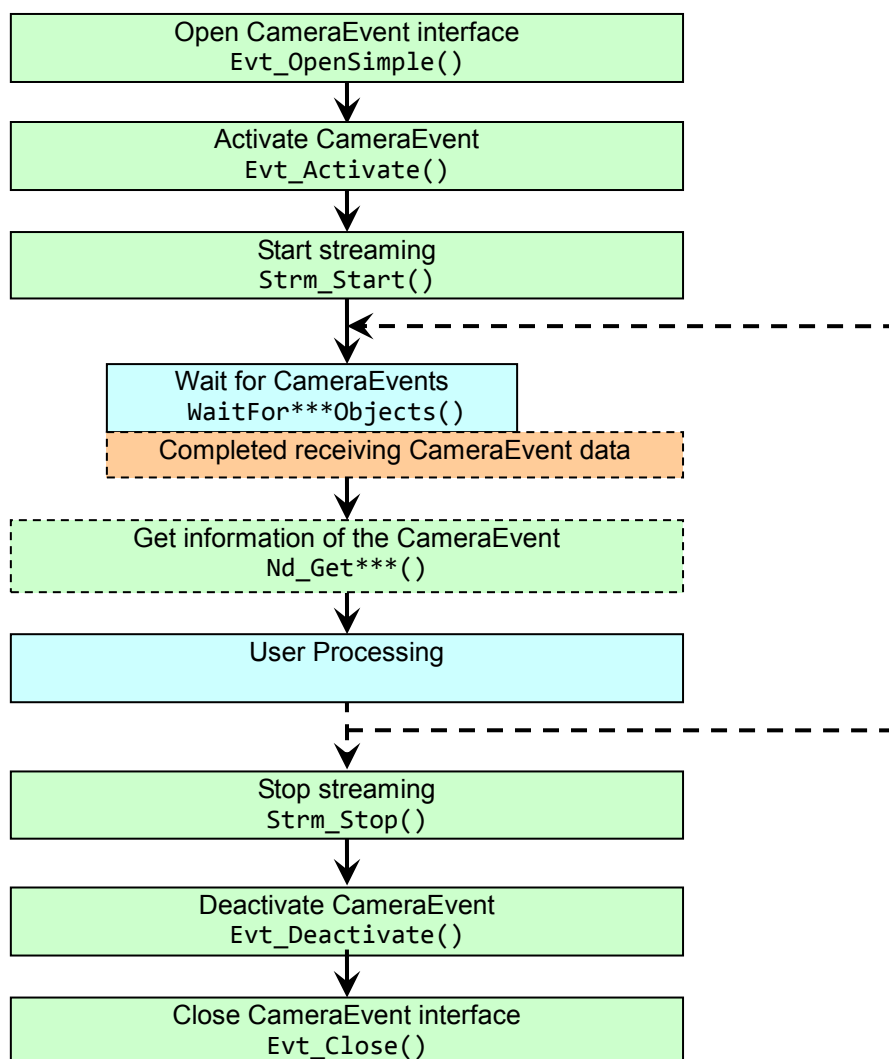 Open CameraEvent interface
Evt_OpenSimple()
Activate CameraEvent
Evt_Activate()
Start streaming
Strm_Start()
Wait for CameraEvents
WaitFor***Objects()
Completed receiving CameraEvent data
Get information of the CameraEvent
Nd_Get***()
User Processing
Stop streaming
Strm_Stop()
Deactivate CameraEvent
Evt_Deactivate()
Close CameraEvent interface
Evt_Close()